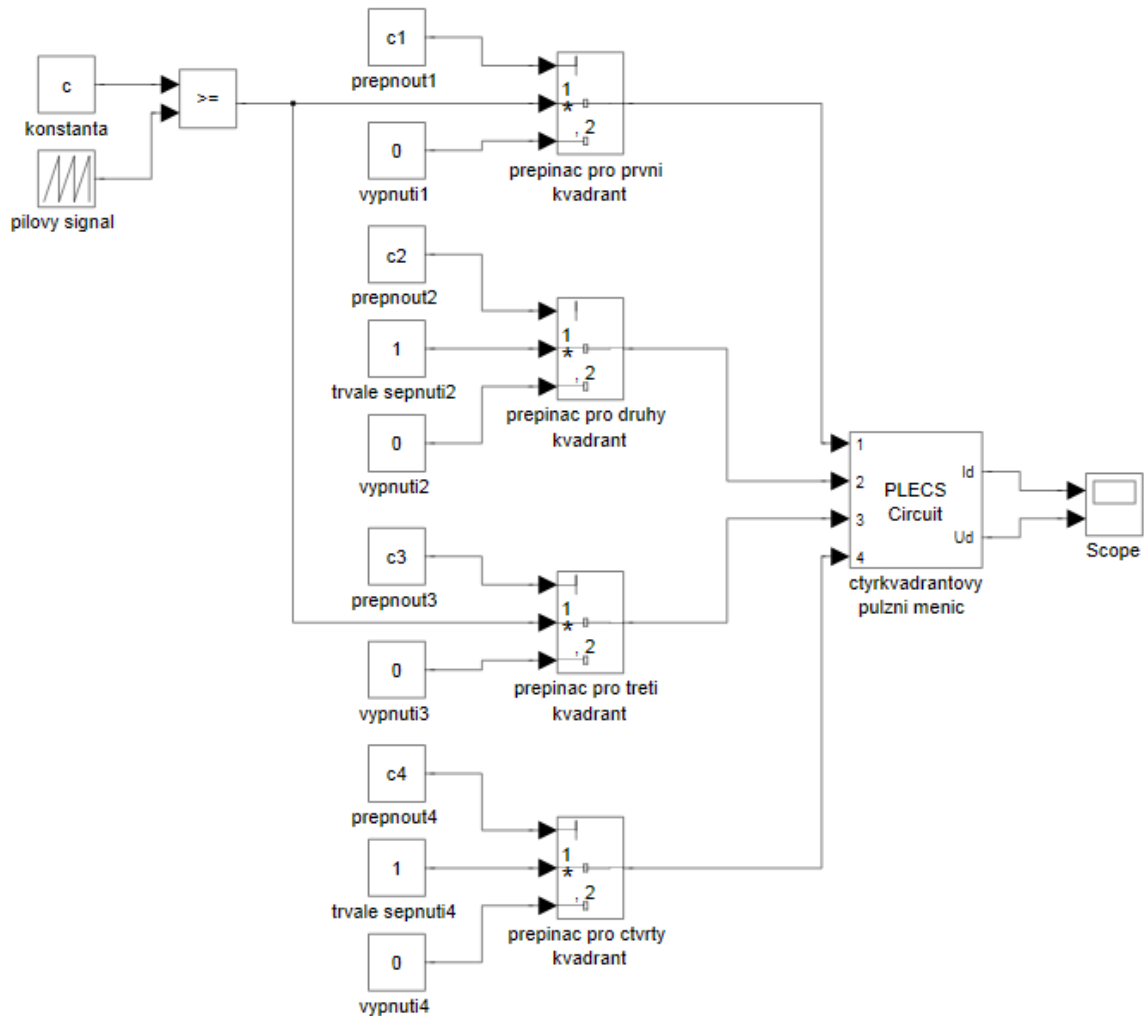 c1
prepnout1
c
konstanta
>=
pilovy signal
0
vypnuti1
1
*
, 2
prepinac pro prvni
kvadrant
c2
prepnout2
1
trvale sepnuti2
0
vypnuti2
1
*
, 2
prepinac pro druhy
kvadrant
c3
prepnout3
0
vypnuti3
1
*
, 2
prepinac pro treti
kvadrant
c4
prepnout4
1
trvale sepnuti4
0
vypnuti4
1
*
, 2
prepinac pro ctvrty
kvadrant
1
2
3
4
PLECS
Circuit
Id
Ud
ctyrkvadrantovy
pulzni menic
Scope